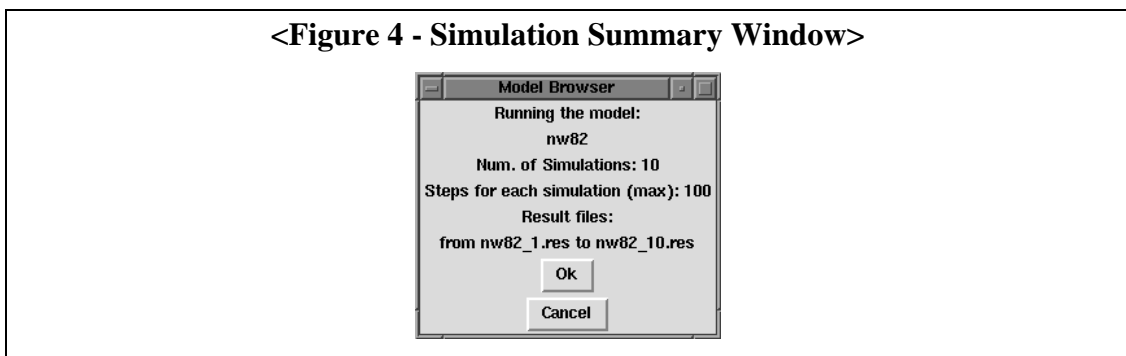 <Figure 4 - Simulation Summary Window>
Model Browser
Running the model:
nw82
Num. of Simulations: 10
Steps for each simulation (max): 100
Result files:
from nw82_1.res to nw82_10.res
Ok
Cancel